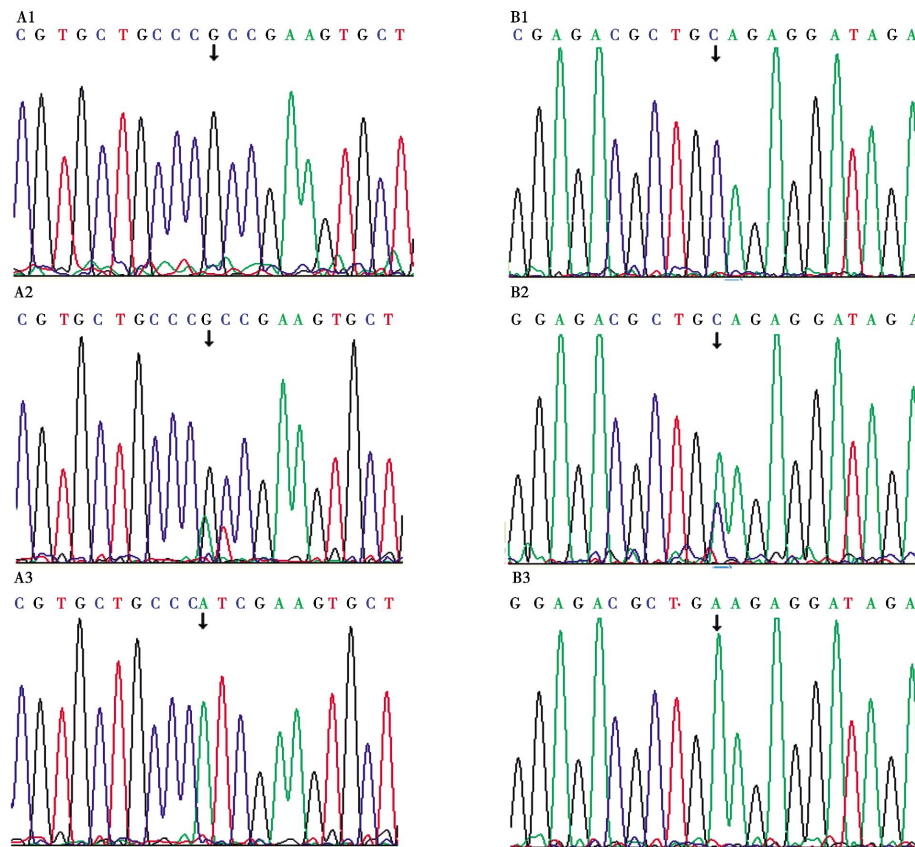 A1
C G T G C T G C C C G C C G A A G T G C T
B1
C G A G A C G C T G C A G A G G A T A G A
A2
C G T G C T G C C C G C C G A A G T G C T
B2
G G A G A C G C T G C A G A G G A T A G A
A3
C G T G C T G C C C A T C G A A G T G C T
B3
G G A G A C G C T· G A A G A G G A T A G A